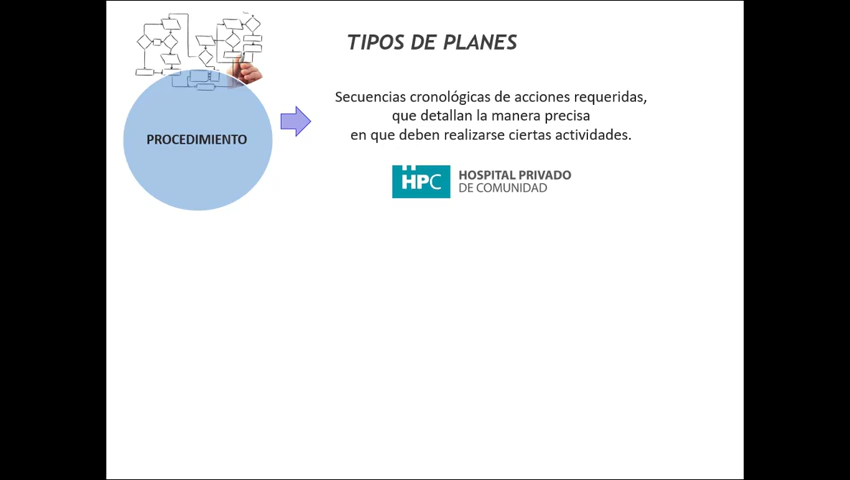 TIPOS DE PLANES
PROCEDIMIENTO
Secuencias cronológicas de acciones requeridas,
que detallan la manera precisa
en que deben realizarse ciertas actividades.
HPC
HOSPITAL PRIVADO
DE COMUNIDAD